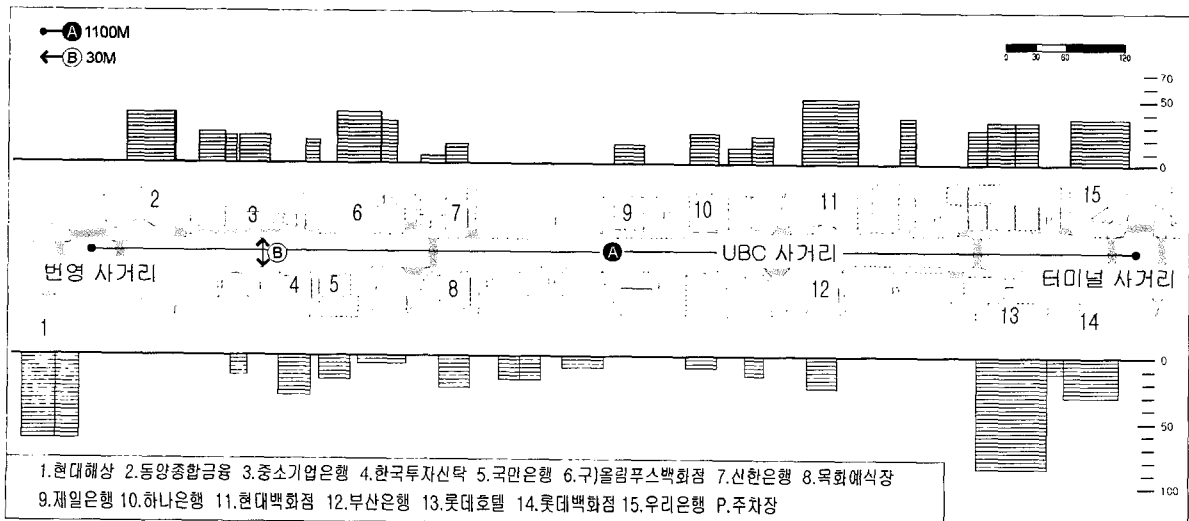 A 1100M
B 30M
0 30 60 120
70
50
0
2 3 6 7 9 10 11 15
B A UBC 사거리
번영 사거리 터미널 사거리
4 5 8 12 13 14
1
0
50
100
1.현대해상 2.동양종합금융 3.중소기업은행 4.한국투자신탁 5.국민은행 6.구)올림푸스백화점 7.신한은행 8.목화예식장
9.제일은행 10.하나은행 11.현대백화점 12.부산은행 13.롯데호텔 14.롯데백화점 15.우리은행 P.주차장